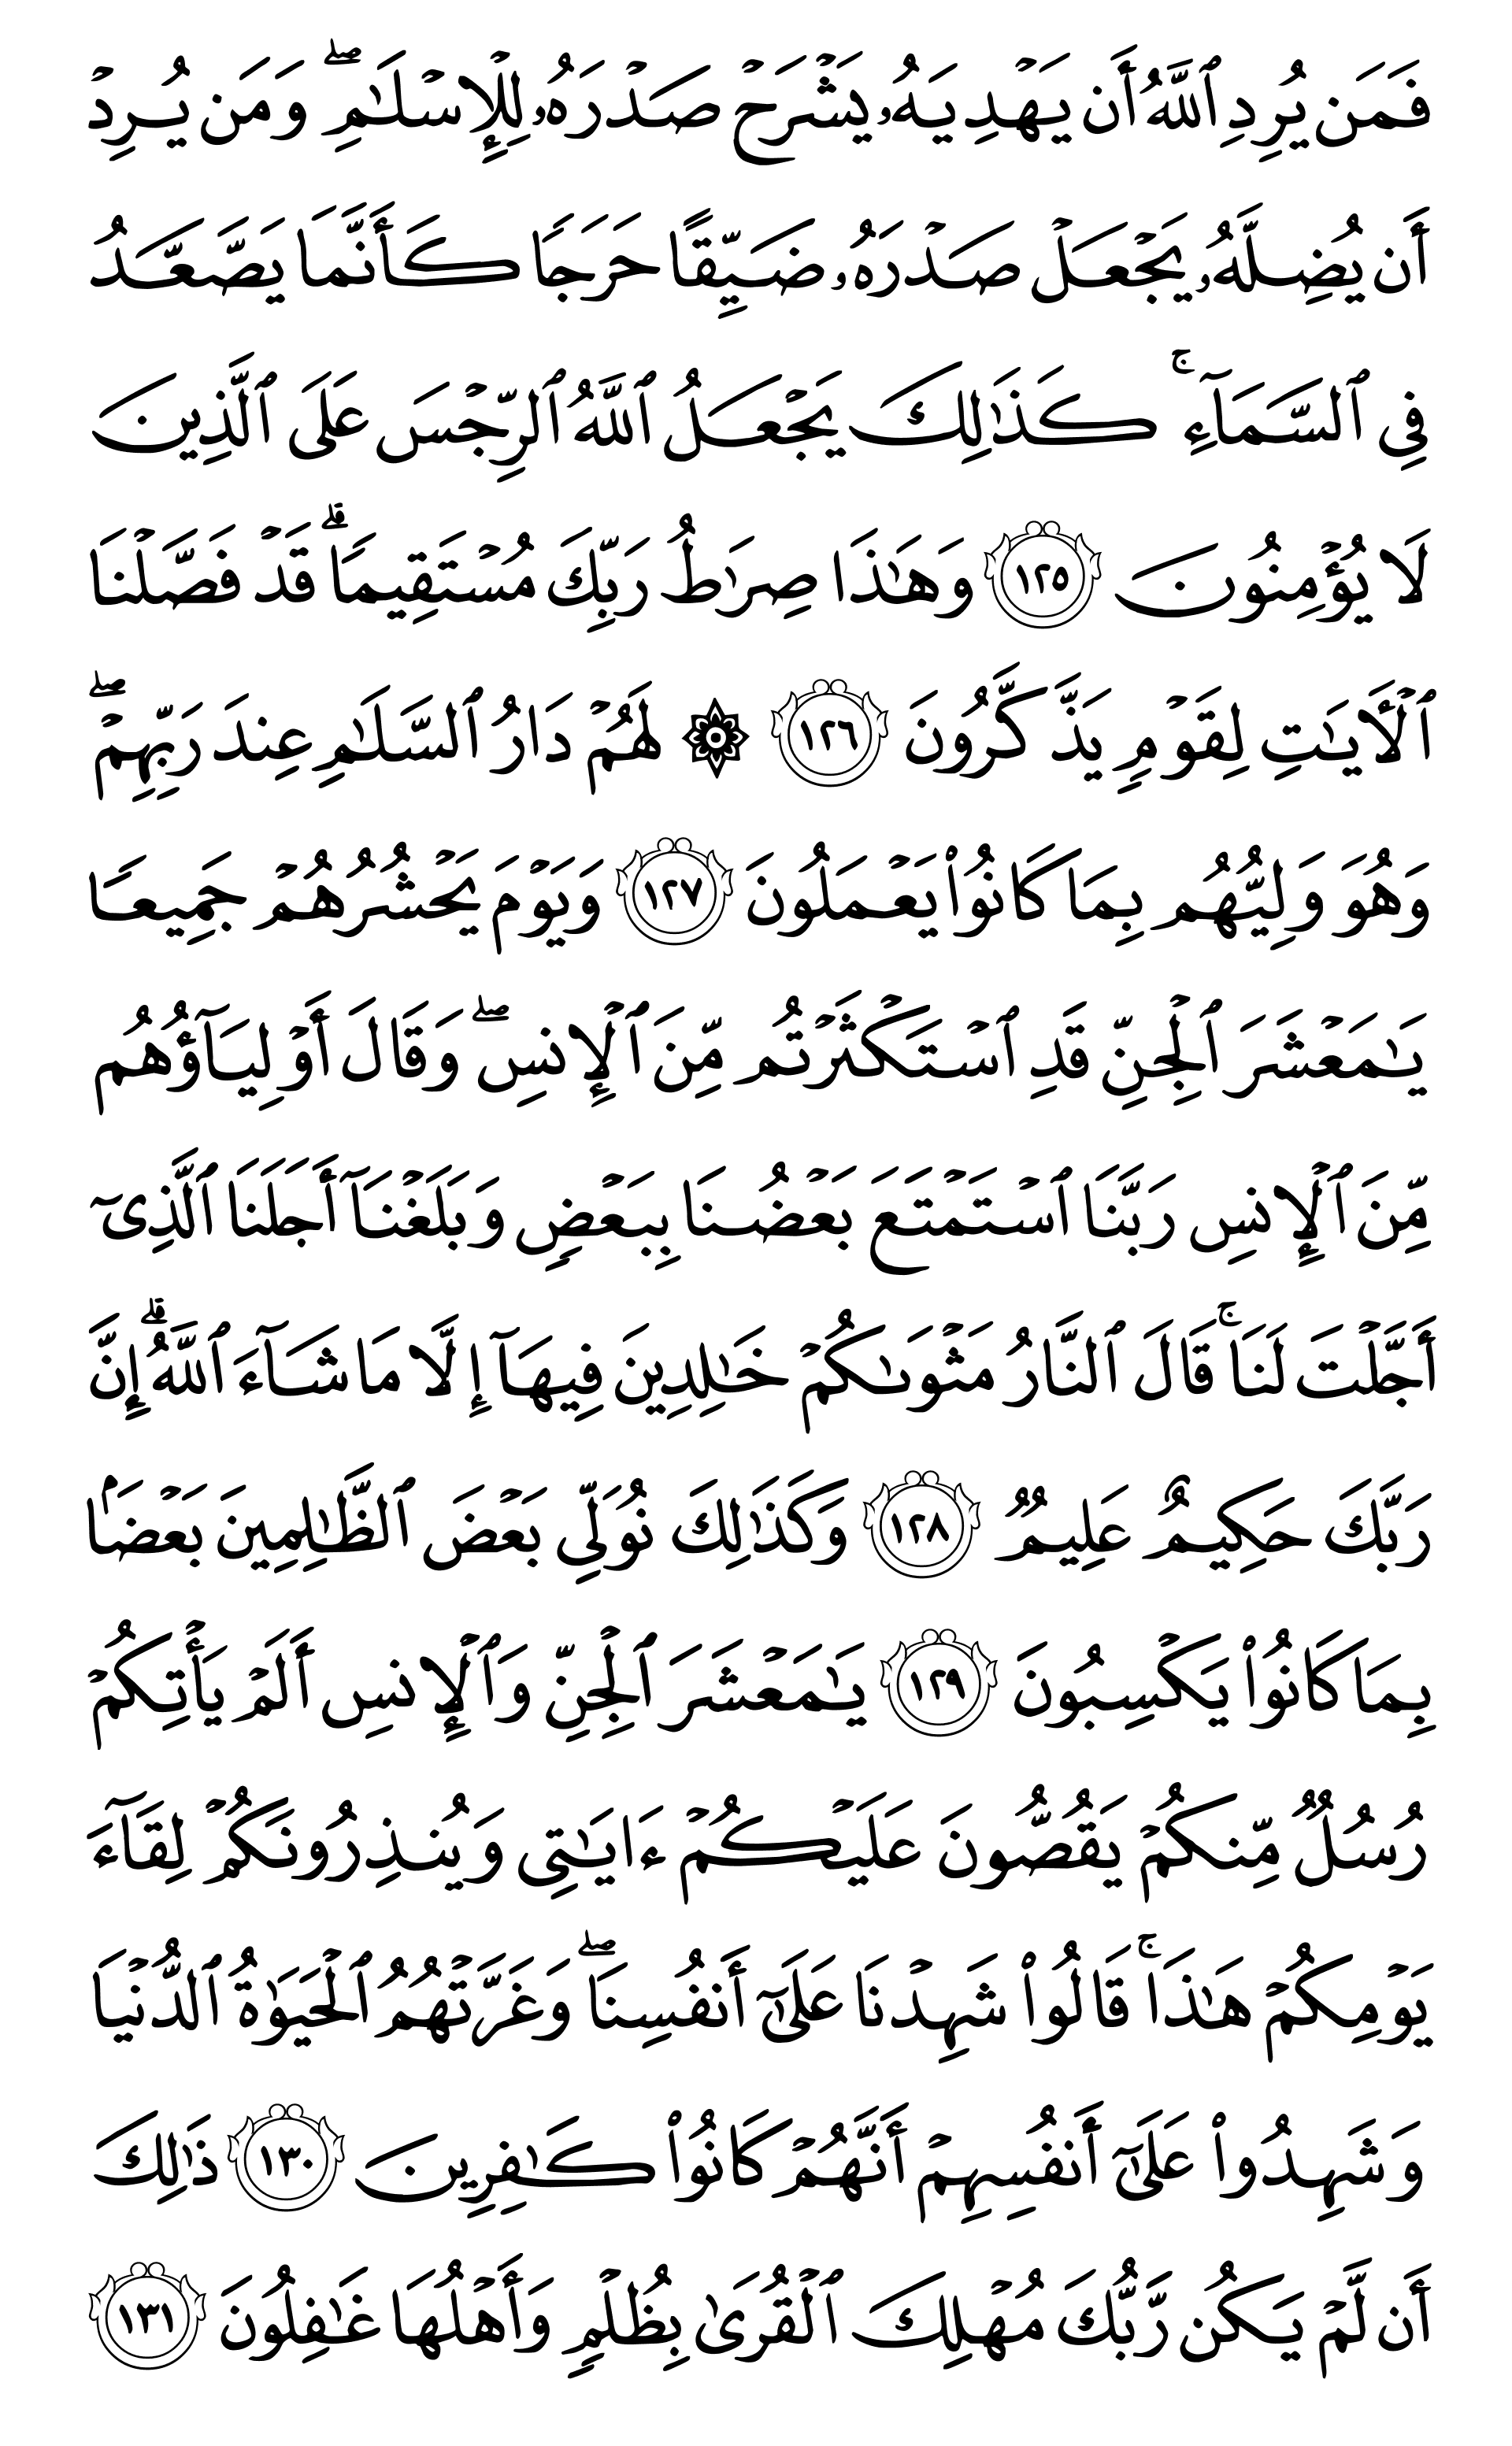 فَمَن يُرِدِ ٱللَّهُ أَن يَهۡدِيَهُۥ يَشۡرَحۡ صَدۡرَهُۥ لِلۡإِسۡلَٰمِۖ وَمَن يُرِدۡ
أَن يُضِلَّهُۥ يَجۡعَلۡ صَدۡرَهُۥ ضَيِّقًا حَرَجٗا كَأَنَّمَا يَصَّعَّدُ
فِي ٱلسَّمَآءِۚ كَذَٰلِكَ يَجۡعَلُ ٱللَّهُ ٱلرِّجۡسَ عَلَى ٱلَّذِينَ
لَا يُؤۡمِنُونَ ١٢٥ وَهَٰذَا صِرَٰطُ رَبِّكَ مُسۡتَقِيمٗاۗ قَدۡ فَصَّلۡنَا
ٱلۡأٓيَٰتِ لِقَوۡمٖ يَذَّكَّرُونَ ١٢٦ ۞ لَهُمۡ دَارُ ٱلسَّلَٰمِ عِندَ رَبِّهِمۡۖ
وَهُوَ وَلِيُّهُم بِمَا كَانُواْ يَعۡمَلُونَ ١٢٧ وَيَوۡمَ يَحۡشُرُهُمۡ جَمِيعٗا
يَٰمَعۡشَرَ ٱلۡجِنِّ قَدِ ٱسۡتَكۡثَرۡتُم مِّنَ ٱلۡإِنسِۖ وَقَالَ أَوۡلِيَآؤُهُم
مِّنَ ٱلۡإِنسِ رَبَّنَا ٱسۡتَمۡتَعَ بَعۡضُنَا بِبَعۡضٖ وَبَلَغۡنَآ أَجَلَنَا ٱلَّذِيٓ
أَجَّلۡتَ لَنَاۚ قَالَ ٱلنَّارُ مَثۡوَىٰكُمۡ خَٰلِدِينَ فِيهَآ إِلَّا مَا شَآءَ ٱللَّهُۗ إِنَّ
رَبَّكَ حَكِيمٌ عَلِيمٞ ١٢٨ وَكَذَٰلِكَ نُوَلِّي بَعۡضَ ٱلظَّٰلِمِينَ بَعۡضَۢا
بِمَا كَانُواْ يَكۡسِبُونَ ١٢٩ يَٰمَعۡشَرَ ٱلۡجِنِّ وَٱلۡإِنسِ أَلَمۡ يَأۡتِكُمۡ
رُسُلٞ مِّنكُمۡ يَقُصُّونَ عَلَيۡكُمۡ ءَايَٰتِي وَيُنذِرُونَكُمۡ لِقَآءَ
يَوۡمِكُمۡ هَٰذَاۚ قَالُواْ شَهِدۡنَا عَلَىٰٓ أَنفُسِنَاۖ وَغَرَّتۡهُمُ ٱلۡحَيَوٰةُ ٱلدُّنۡيَا
وَشَهِدُواْ عَلَىٰٓ أَنفُسِهِمۡ أَنَّهُمۡ كَانُواْ كَٰفِرِينَ ١٣٠ ذَٰلِكَ
أَن لَّمۡ يَكُن رَّبُّكَ مُهۡلِكَ ٱلۡقُرَىٰ بِظُلۡمٖ وَأَهۡلُهَا غَٰفِلُونَ ١٣١